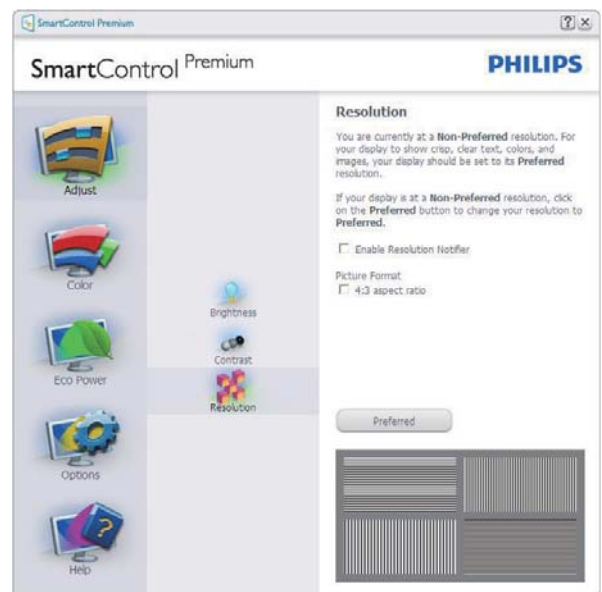 SmartControl Premium
SmartControl Premium
PHILIPS
Adjust
Color
Eco Power
Options
Help
Brightness
Contrast
Resolution
Resolution
You are currently at a Non-Preferred resolution. For
your display to show crisp, clear text, colors, and
images, your display should be set to its Preferred
resolution.
If your display is at a Non-Preferred resolution, click
on the Preferred button to change your resolution to
Preferred.
Enable Resolution Notifier
Picture Format
4:3 aspect ratio
Preferred